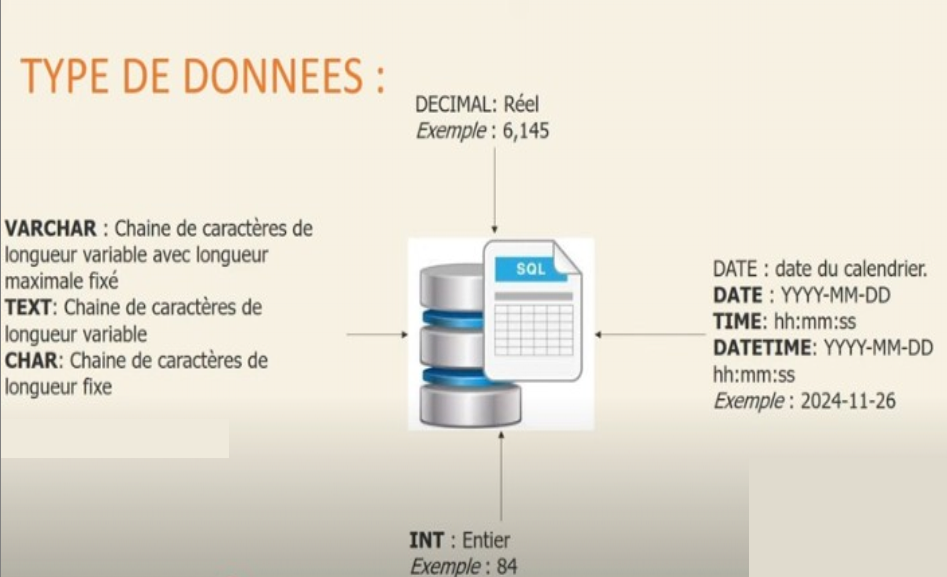 TYPE DE DONNEES :
DECIMAL: Réel
Exemple : 6,145
VARCHAR : Chaine de caractères de
longueur variable avec longueur
maximale fixé
TEXT: Chaine de caractères de
longueur variable
CHAR: Chaine de caractères de
longueur fixe
SQL
DATE : date du calendrier.
DATE : YYYY-MM-DD
TIME: hh:mm:ss
DATETIME: YYYY-MM-DD
hh:mm:ss
Exemple : 2024-11-26
INT : Entier
Exemple : 84